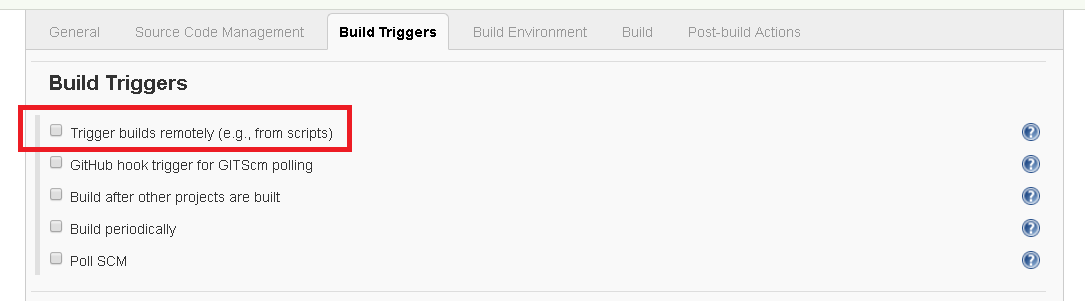 General Source Code Management Build Triggers Build Environment Build Post-build Actions
Build Triggers
Trigger builds remotely (e.g., from scripts) ?
GitHub hook trigger for GITScm polling ?
Build after other projects are built ?
Build periodically ?
Poll SCM ?